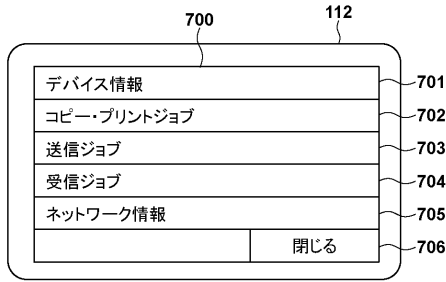 700
112
デバイス情報
701
コピー・プリントジョブ
702
送信ジョブ
703
受信ジョブ
704
ネットワーク情報
705
閉じる
706